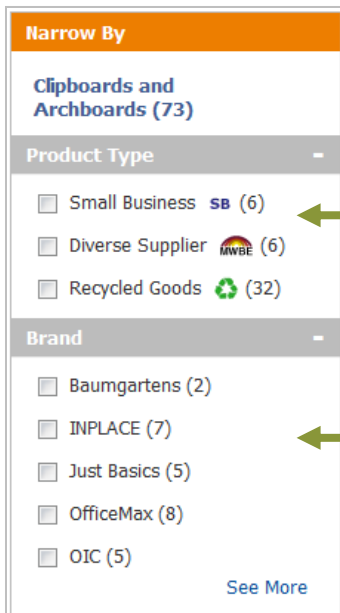 Narrow By
Clipboards and
Archboards (73)
Product Type -
Small Business SB (6)
Diverse Supplier MWBE (6)
Recycled Goods (32)
Brand -
Baumgartens (2)
INPLACE (7)
Just Basics (5)
OfficeMax (8)
OIC (5)
See More